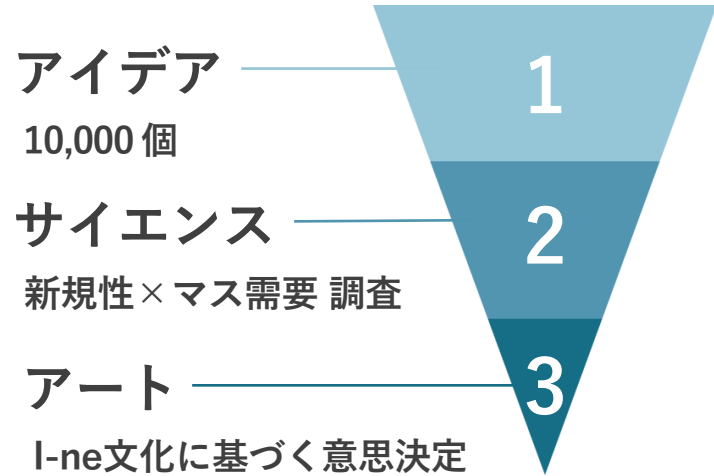 アイデア
10,000 個
1
サイエンス
新規性×マス需要 調査
2
アート
I-ne文化に基づく意思決定
3